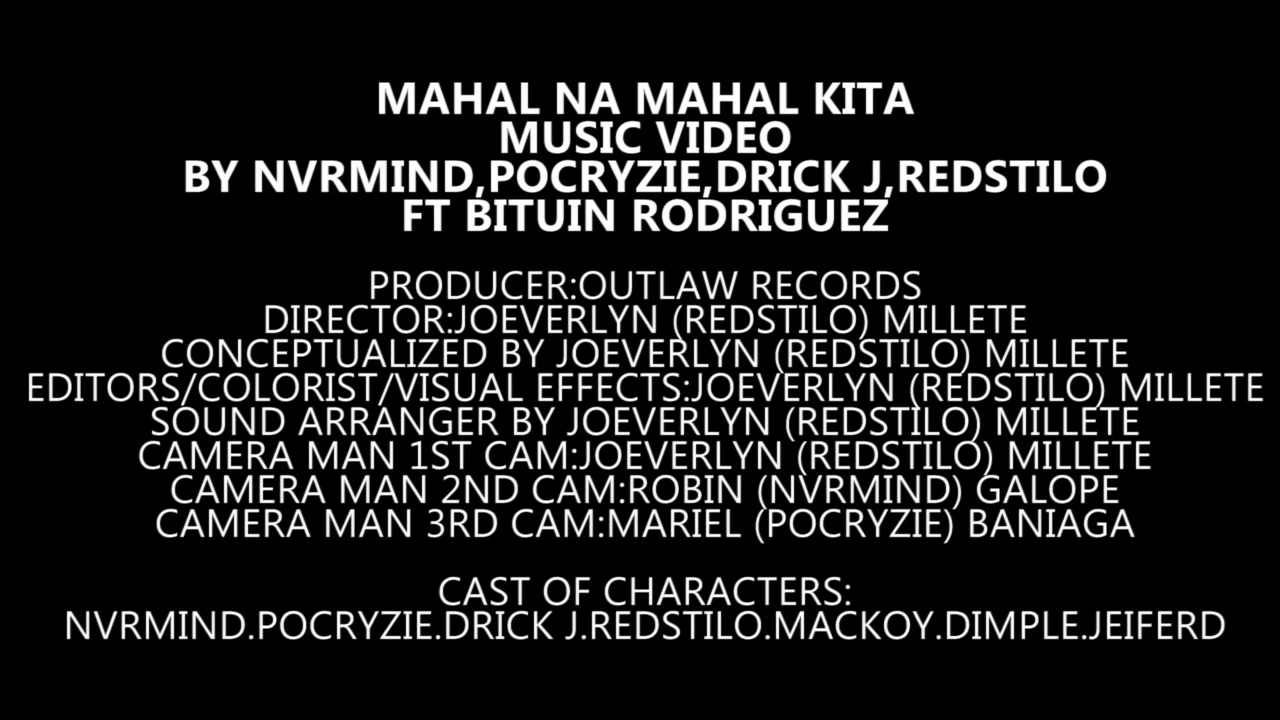 MAHAL NA MAHAL KITA
MUSIC VIDEO
BY NVRMIND,POCRYZIE,DRICK J,REDSTILO
FT BITUIN RODRIGUEZ
PRODUCER:OUTLAW RECORDS
DIRECTOR:JOEVERLYN (REDSTILO) MILLETE
CONCEPTUALIZED BY JOEVERLYN (REDSTILO) MILLETE
EDITORS/COLORIST/VISUAL EFFECTS:JOEVERLYN (REDSTILO) MILLETE
SOUND ARRANGER BY JOEVERLYN (REDSTILO) MILLETE
CAMERA MAN 1ST CAM:JOEVERLYN (REDSTILO) MILLETE
CAMERA MAN 2ND CAM:ROBIN (NVRMIND) GALOPE
CAMERA MAN 3RD CAM:MARIEL (POCRYZIE) BANIAGA
CAST OF CHARACTERS:
NVRMIND.POCRYZIE.DRICK J.REDSTILO.MACKOY.DIMPLE.JEIFERD